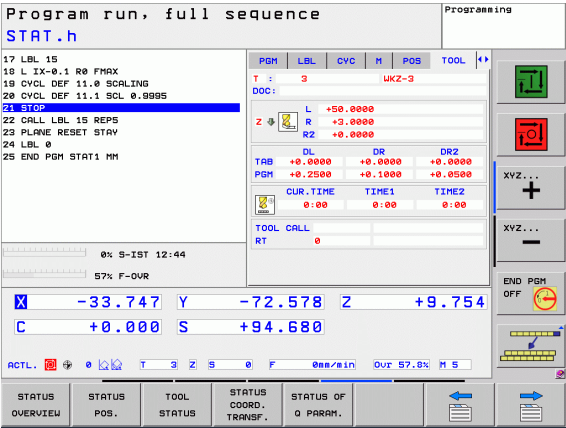 Program run, full sequence
Programming
STAT.h
17 LBL 15
18 L IX-0.1 R0 FMAX
19 CYCL DEF 11.0 SCALING
20 CYCL DEF 11.1 SCL 0.9995
21 STOP
22 CALL LBL 15 REP5
23 PLANE RESET STAY
24 LBL 0
25 END PGM STAT1 MM
0% S-IST 12:44
57% F-OVR
PGM LBL CYC M POS TOOL
T : 3 WKZ-3
DOC:
L +50.0000
Z R +3.0000
R2 +0.0000
DL DR DR2
TAB +0.0000 +0.0000 +0.0000
PGM +0.2500 +0.1000 +0.0500
CUR.TIME TIME1 TIME2
0:00 0:00 0:00
TOOL CALL
RT 0
XYZ...
+
XYZ...
−
END PGM
OFF
X -33.747 Y -72.578 Z +9.754
C +0.000 S +94.680
ACTL. 0 T 3 Z S 0 F 0mm/min Ovr 57.8% M 5
STATUS OVERVIEW
STATUS POS.
TOOL STATUS
STATUS COORD. TRANSF.
STATUS OF Q PARAM.